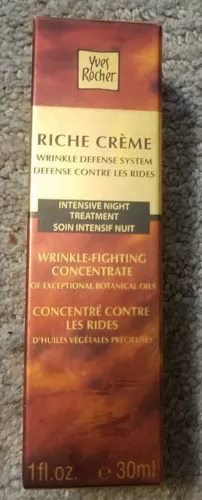 Yves
Rocher
RICHE CRÈME
WRINKLE DEFENSE SYSTEM
DEFENSE CONTRE LES RIDES
INTENSIVE NIGHT
TREATMENT
SOIN INTENSIF NUIT
WRINKLE-FIGHTING
CONCENTRATE
OF EXCEPTIONAL BOTANICAL OILS
CONCENTRÉ CONTRE
LES RIDES
D'HUILES VÉGÉTALES PRÉCIEUSES
1fl.oz. e 30ml